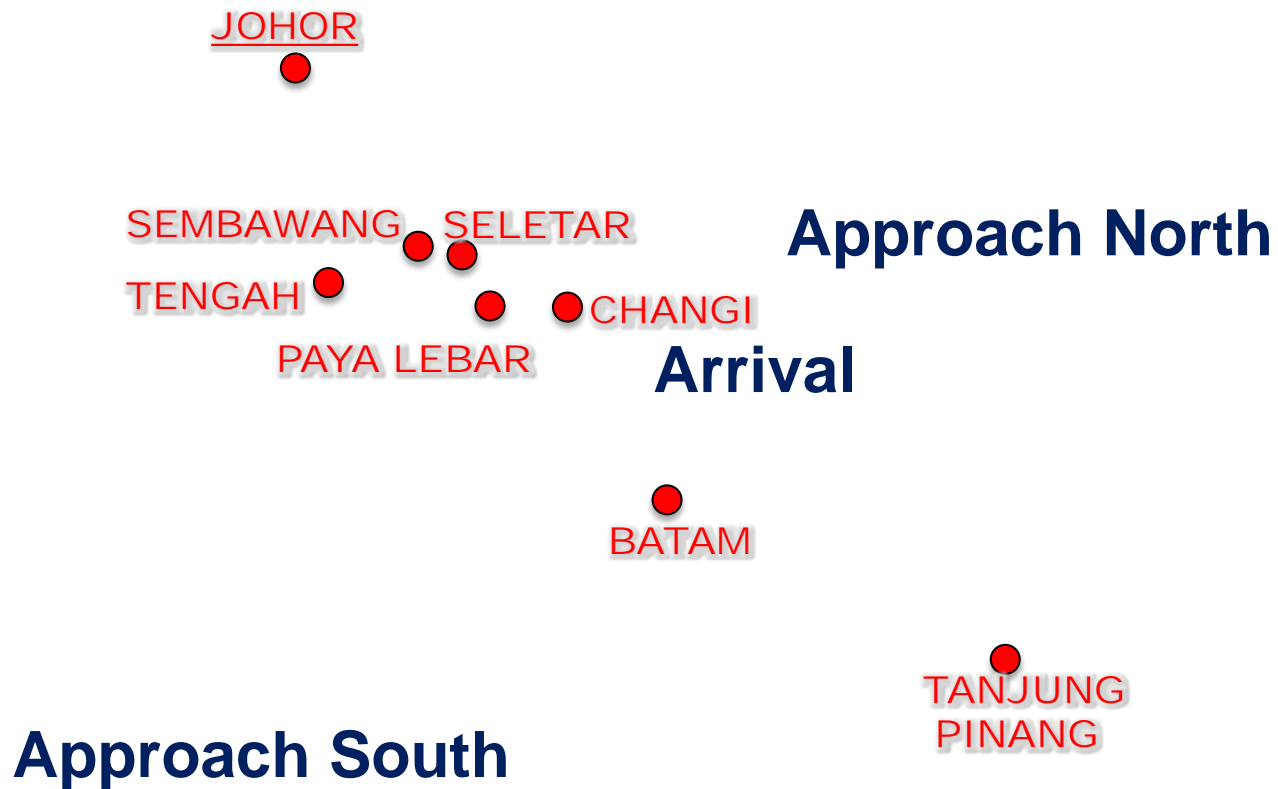 JOHOR
SEMBAWANG
SELETAR
Approach North
TENGAH
CHANGI
PAYA LEBAR
Arrival
BATAM
TANJUNG
PINANG
Approach South